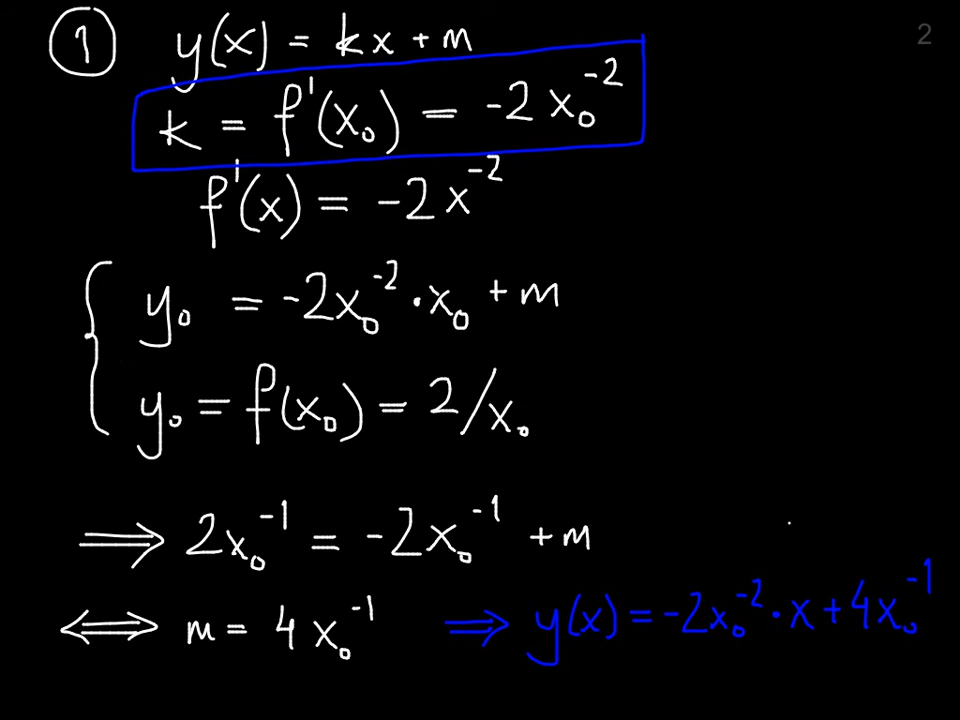 2
① y(x) = kx + m
k = f'(x₀) = -2x₀⁻²
f'(x) = -2x⁻²
{ y₀ = -2x₀⁻² · x₀ + m
y₀ = f(x₀) = 2/x₀
⟹ 2x₀⁻¹ = -2x₀⁻¹ + m
⟺ m = 4x₀⁻¹ ⟹ y(x) = -2x₀⁻² · x + 4x₀⁻¹